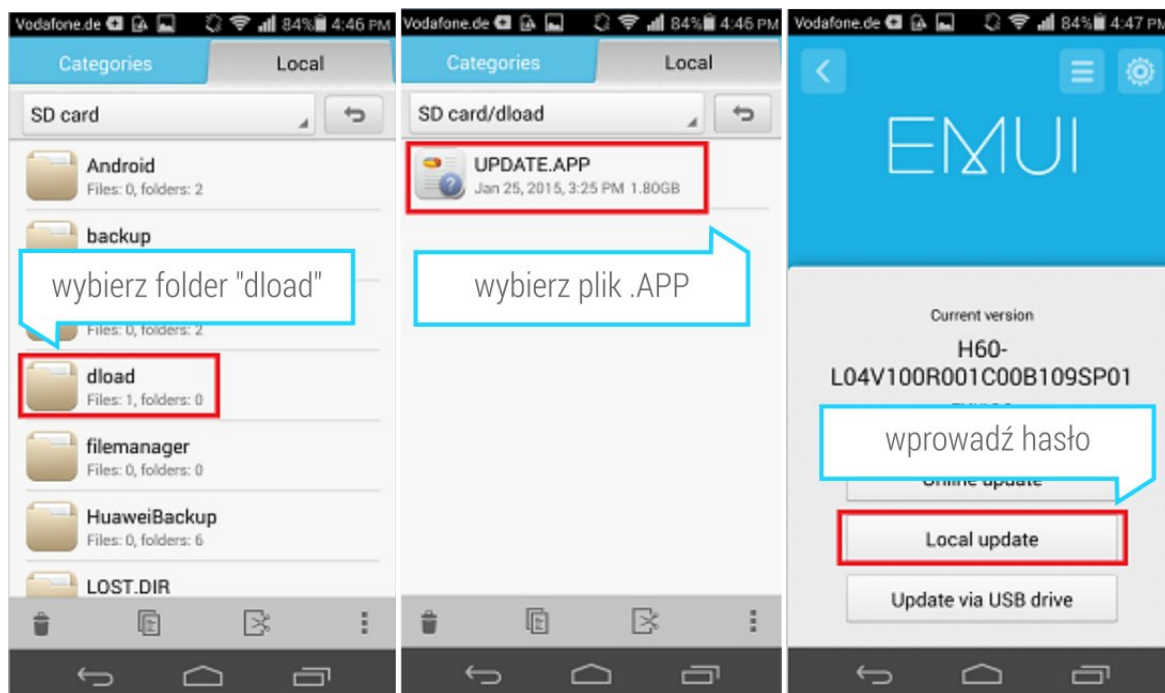 Vodafone.de 84% 4:46 PM
Categories Local
SD card
Android
Files: 0, folders: 2
backup
wybierz folder "dload"
Files: 0, folders: 2
dload
Files: 1, folders: 0
filemanager
Files: 0, folders: 0
HuaweiBackup
Files: 0, folders: 6
LOST.DIR
Vodafone.de 84% 4:46 PM
Categories Local
SD card/dload
UPDATE.APP
Jan 25, 2015, 3:25 PM 1.80GB
wybierz plik .APP
Vodafone.de 84% 4:47 PM
EMUI
Current version
H60-
L04V100R001C00B109SP01
wprowadź hasło
Online update
Local update
Update via USB drive